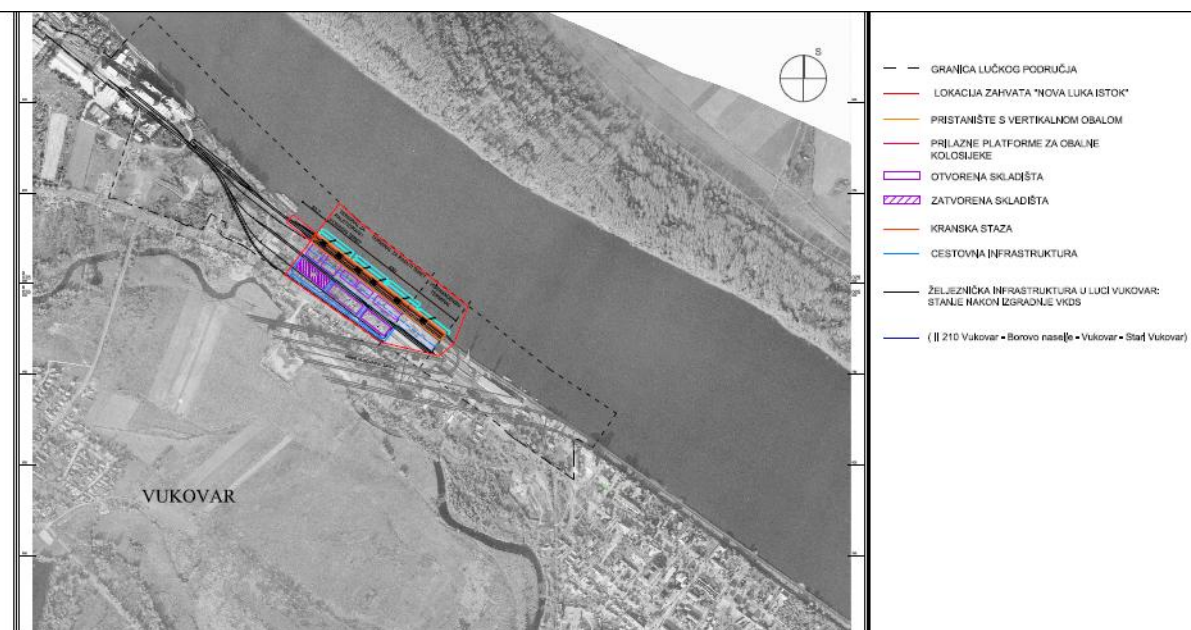 S
VUKOVAR
GRANICA LUČKOG PODRUČJA
LOKACIJA ZAHVATA "NOVA LUKA ISTOK"
PRISTANIŠTE S VERTIKALNOM OBALOM
PRILAZNE PLATFORME ZA OBALNE
KOLOSIJEKE
OTVORENA SKLADIŠTA
ZATVORENA SKLADIŠTA
KRANSKA STAZA
CESTOVNA INFRASTRUKTURA
ŽELJEZNIČKA INFRASTRUKTURA U LUCI VUKOVAR:
STANJE NAKON IZGRADNJE VKDS
( II 210 Vukovar - Borovo naselje - Vukovar - Stari Vukovar)